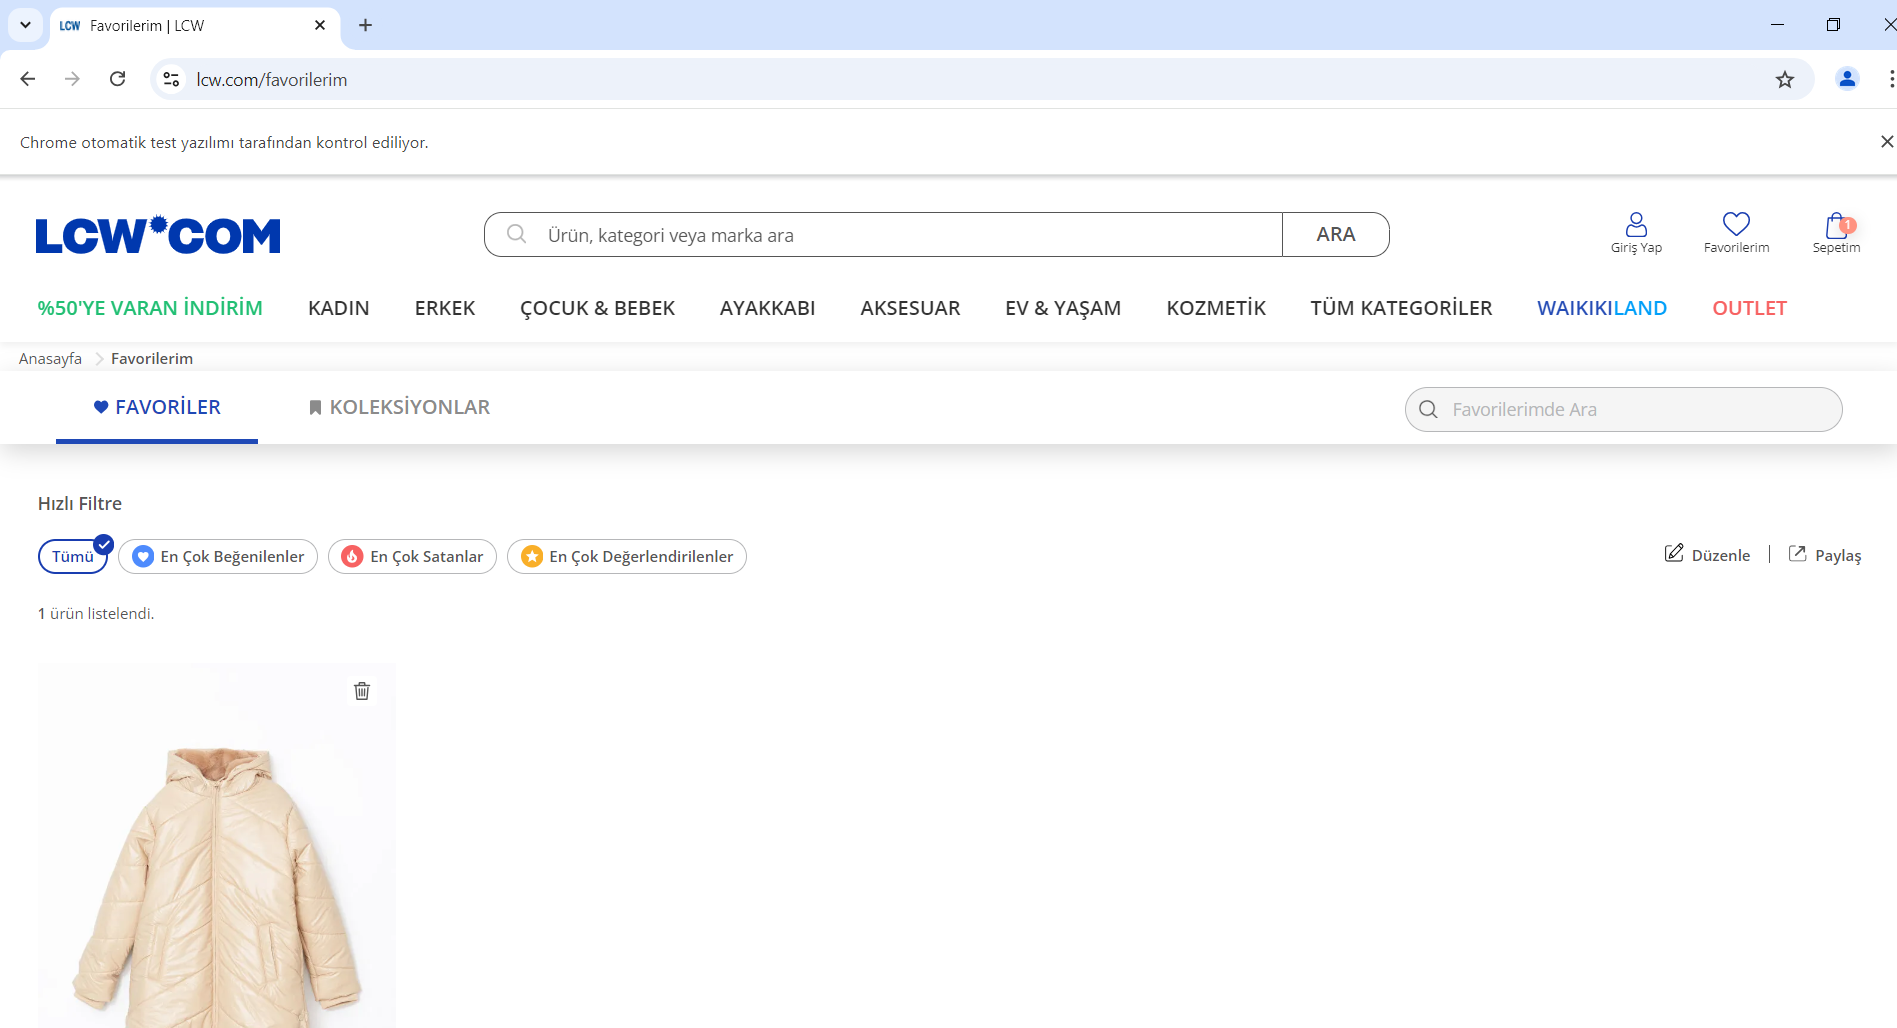 LCW Favorilerim | LCW
lcw.com/favorilerim
Chrome otomatik test yazılımı tarafından kontrol ediliyor.
LCW COM
Ürün, kategori veya marka ara
ARA
Giriş Yap
Favorilerim
1
Sepetim
%50'YE VARAN İNDİRİM KADIN ERKEK ÇOCUK & BEBEK AYAKKABI AKSESUAR EV & YAŞAM KOZMETİK TÜM KATEGORİLER WAIKIKILAND OUTLET
Anasayfa Favorilerim
FAVORİLER KOLEKSİYONLAR
Favorilerimde Ara
Hızlı Filtre
Tümü En Çok Beğenilenler En Çok Satanlar En Çok Değerlendirilenler
Düzenle | Paylaş
1 ürün listelendi.